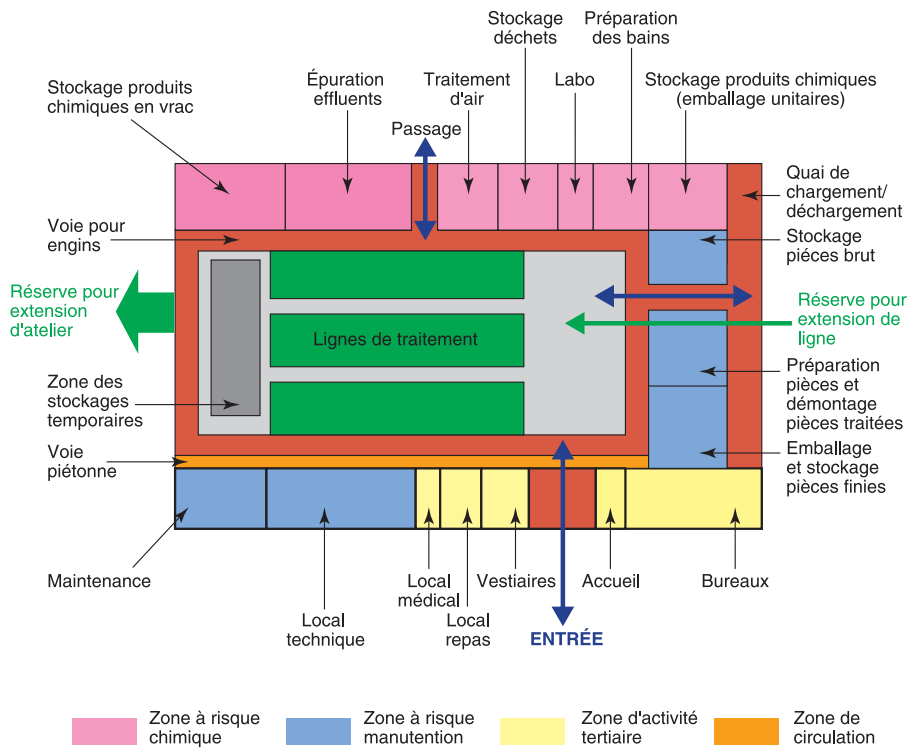 Stockage
déchets
Préparation
des bains
Stockage produits
chimiques en vrac
Épuration
effluents
Traitement
d'air
Labo
Stockage produits chimiques
(emballage unitaires)
Passage
Quai de
chargement/
déchargement
Voie pour
engins
Stockage
piéces brut
Réserve pour
extension
d'atelier
Réserve pour
extension de
ligne
Lignes de traitement
Zone des
stockages
temporaires
Préparation
pièces et
démontage
pièces traitées
Voie
piétonne
Emballage
et stockage
pièces finies
Maintenance
Local
technique
Local
médical
Local
repas
Vestiaires
ENTRÉE
Accueil
Bureaux
Zone à risque
chimique
Zone à risque
manutention
Zone d'activité
tertiaire
Zone de
circulation